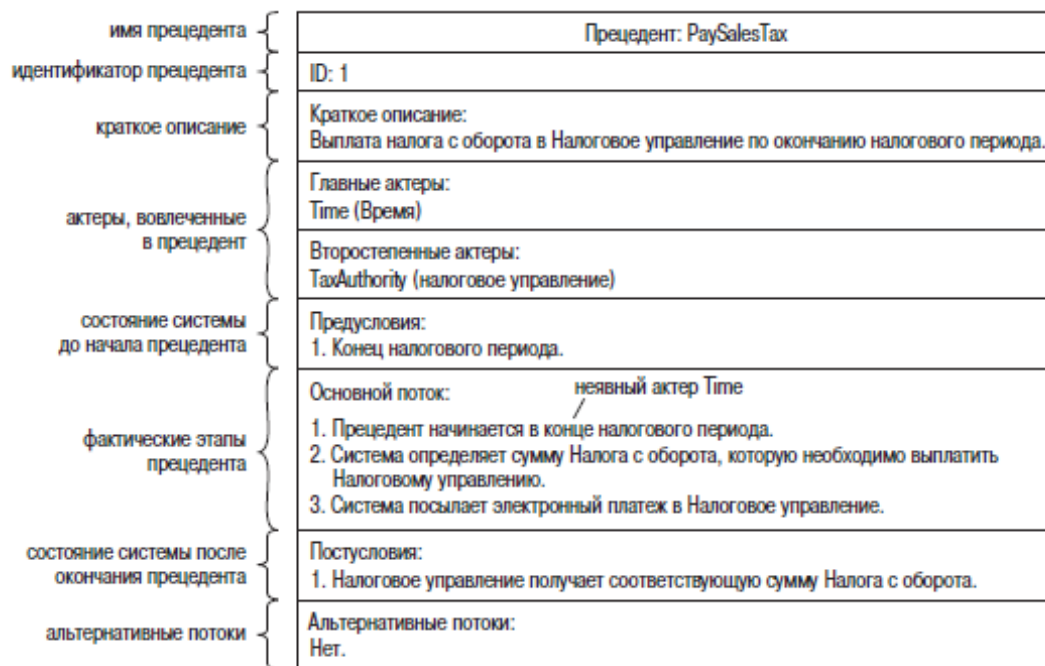 имя прецедента
Прецедент: PaySalesTax
идентификатор прецедента
ID: 1
краткое описание
Краткое описание:
Выплата налога с оборота в Налоговое управление по окончанию налогового периода.
актеры, вовлеченные
в прецедент
Главные актеры:
Time (Время)
Второстепенные актеры:
TaxAuthority (налоговое управление)
состояние системы
до начала прецедента
Предусловия:
1. Конец налогового периода.
фактические этапы
прецедента
Основной поток:
неявный актер Time
1. Прецедент начинается в конце налогового периода.
2. Система определяет сумму Налога с оборота, которую необходимо выплатить
Налоговому управлению.
3. Система посылает электронный платеж в Налоговое управление.
состояние системы после
окончания прецедента
Постусловия:
1. Налоговое управление получает соответствующую сумму Налога с оборота.
альтернативные потоки
Альтернативные потоки:
Нет.